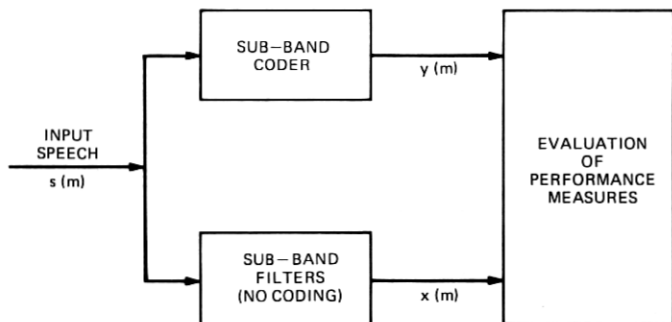 SUB-BAND
CODER
y (m)
INPUT
SPEECH
s (m)
EVALUATION
OF
PERFORMANCE
MEASURES
SUB-BAND
FILTERS
(NO CODING)
x (m)